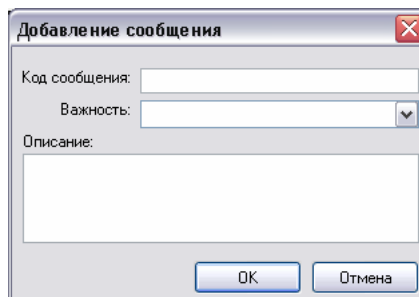 Добавление сообщения
Код сообщения:
Важность:
Описание:
OK Отмена